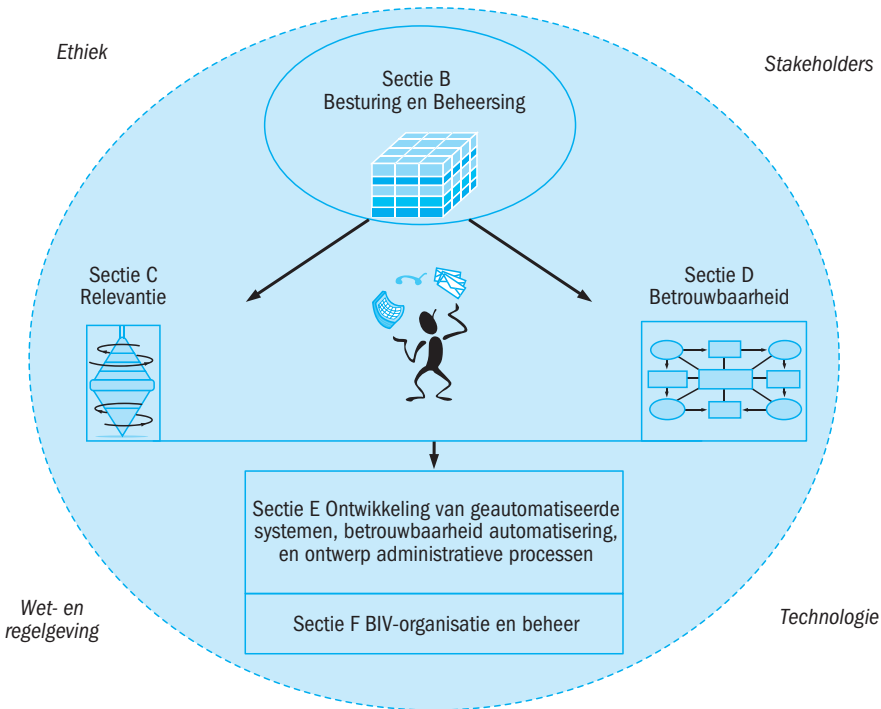 Ethiek
Stakeholders
Sectie B
Besturing en Beheersing
Sectie C
Relevantie
Sectie D
Betrouwbaarheid
Sectie E Ontwikkeling van geautomatiseerde
systemen, betrouwbaarheid automatisering,
en ontwerp administratieve processen
Sectie F BIV-organisatie en beheer
Wet- en
regelgeving
Technologie